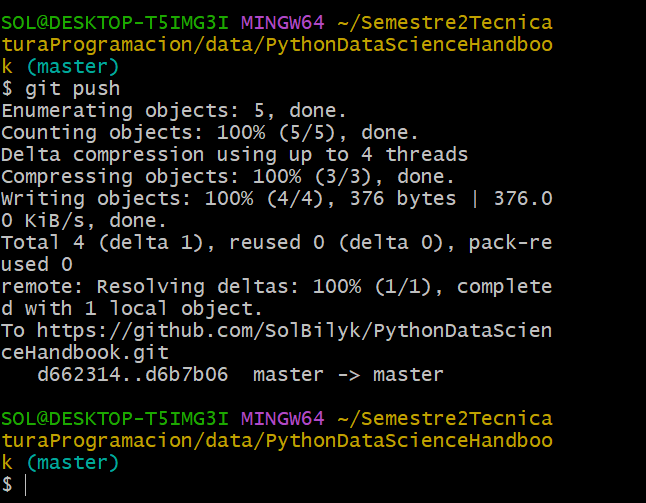 SOL@DESKTOP-T5IMG3I MINGW64 ~/Semestre2Tecnica
turaProgramacion/data/PythonDataScienceHandboo
k (master)
$ git push
Enumerating objects: 5, done.
Counting objects: 100% (5/5), done.
Delta compression using up to 4 threads
Compressing objects: 100% (3/3), done.
Writing objects: 100% (4/4), 376 bytes | 376.0
0 KiB/s, done.
Total 4 (delta 1), reused 0 (delta 0), pack-re
used 0
remote: Resolving deltas: 100% (1/1), complete
d with 1 local object.
To https://github.com/SolBilyk/PythonDataScien
ceHandbook.git
   d662314..d6b7b06  master -> master
SOL@DESKTOP-T5IMG3I MINGW64 ~/Semestre2Tecnica
turaProgramacion/data/PythonDataScienceHandboo
k (master)
$